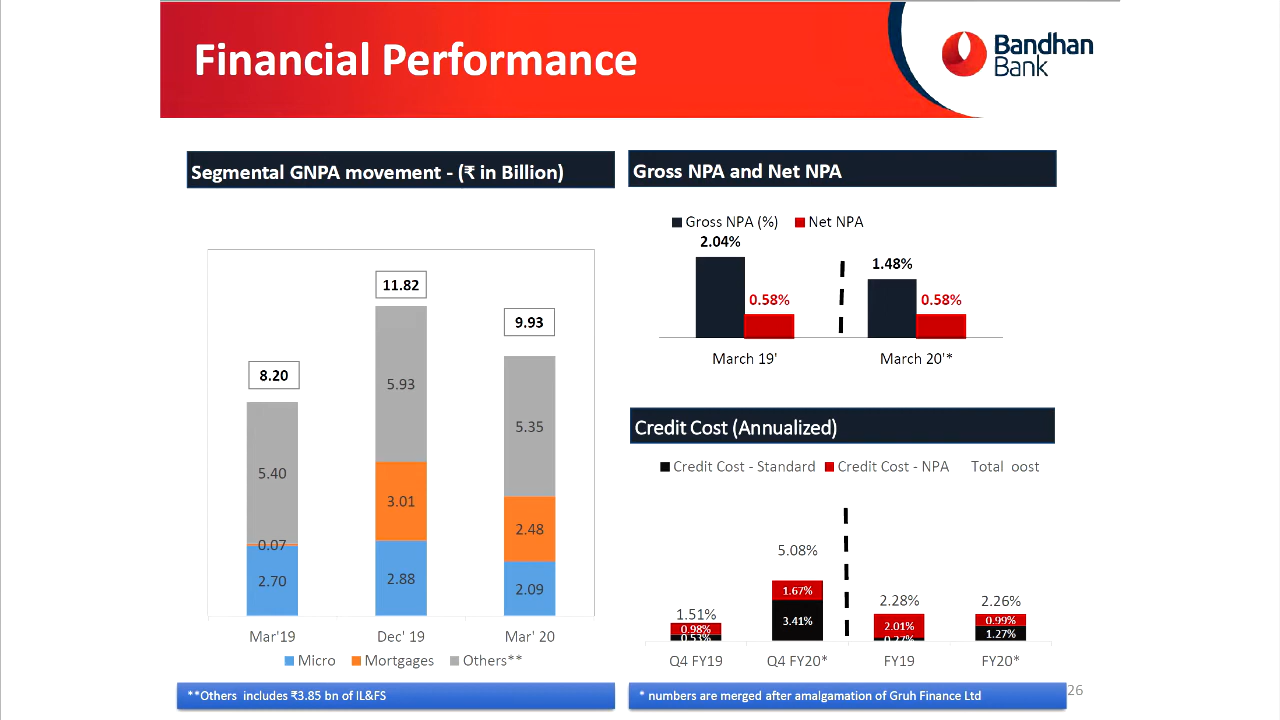 Financial Performance
Bandhan
Bank
Segmental GNPA movement - (₹ in Billion)
8.20
11.82
9.93
5.40
5.93
5.35
0.07
3.01
2.48
2.70
2.88
2.09
Mar'19
Dec' 19
Mar' 20
Micro
Mortgages
Others**
**Others includes ₹3.85 bn of IL&FS
Gross NPA and Net NPA
Gross NPA (%)
Net NPA
2.04%
0.58%
1.48%
0.58%
March 19'
March 20'*
Credit Cost (Annualized)
Credit Cost - Standard
Credit Cost - NPA
Total oost
1.51%
5.08%
2.28%
2.26%
0.98%
1.67%
2.01%
0.99%
0.53%
3.41%
0.27%
1.27%
Q4 FY19
Q4 FY20*
FY19
FY20*
* numbers are merged after amalgamation of Gruh Finance Ltd
26